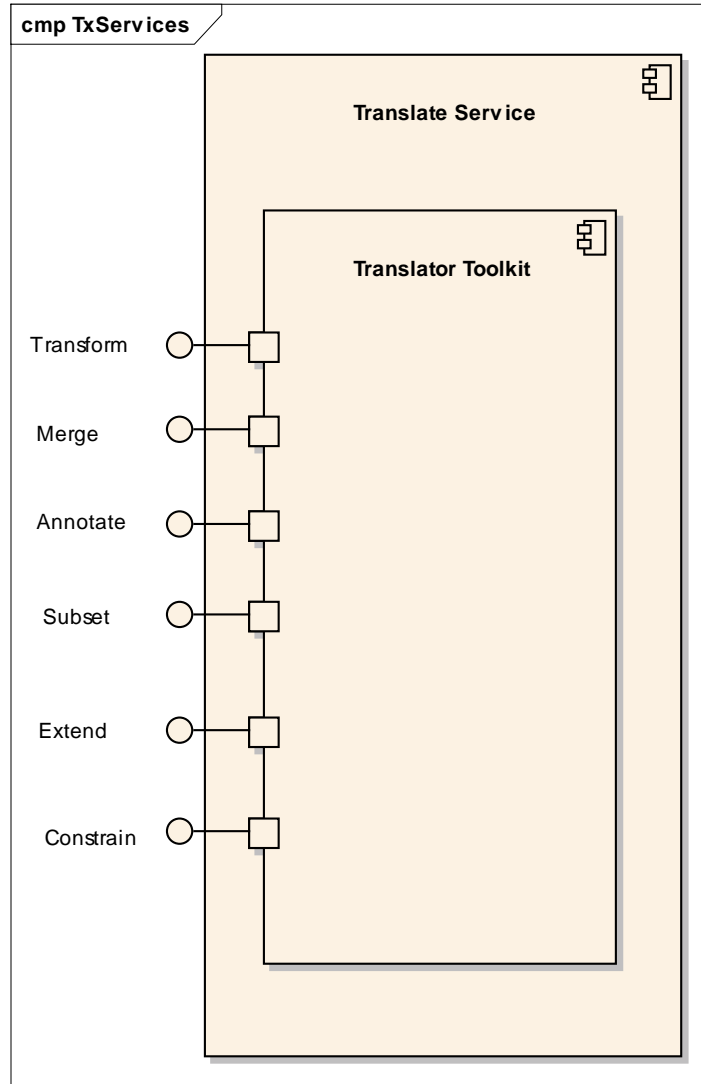 cmp TxServices
Translate Service
Translator Toolkit
Transform
Merge
Annotate
Subset
Extend
Constrain